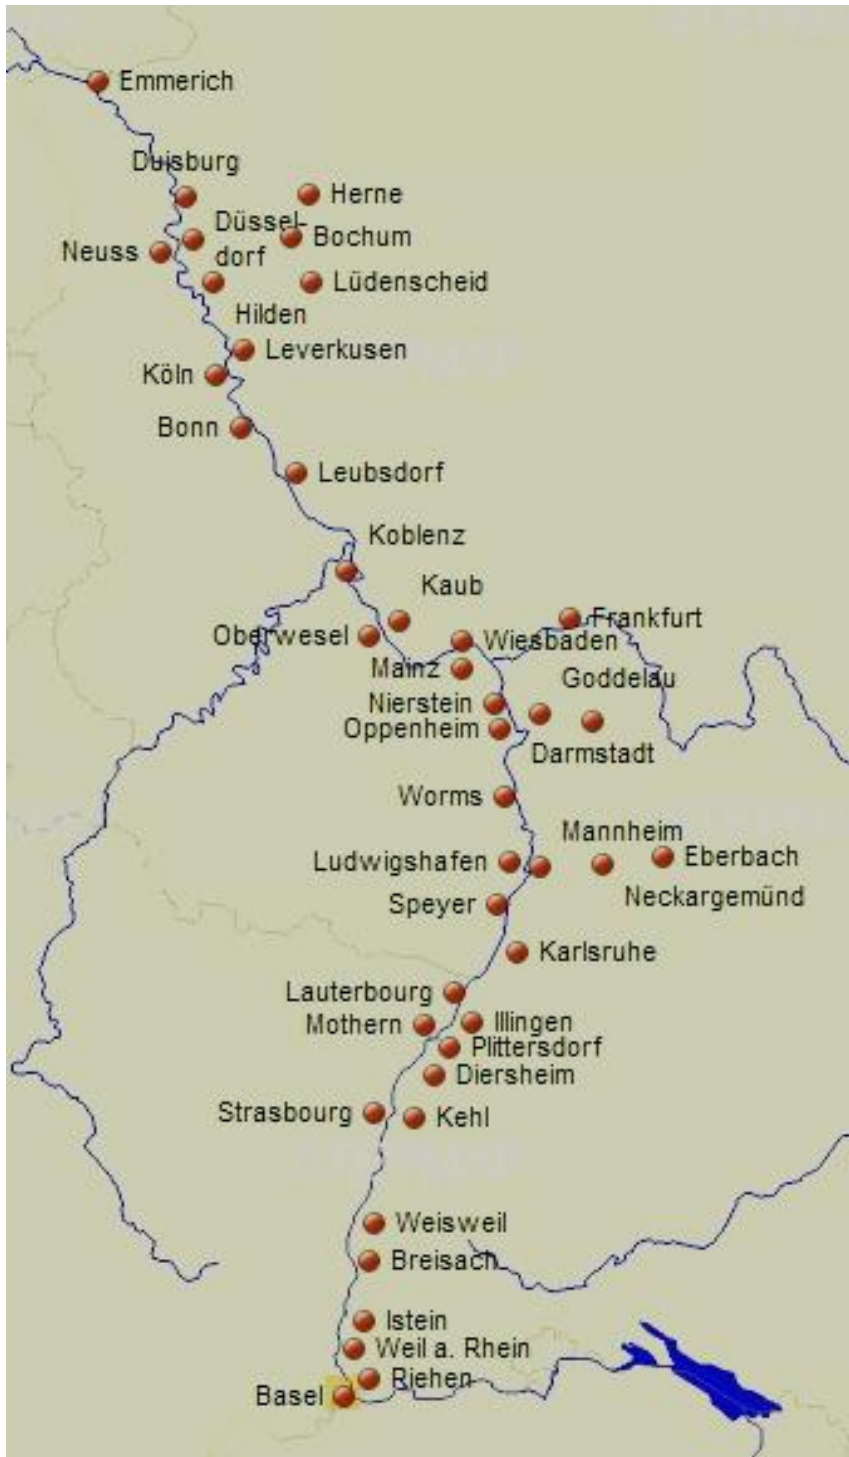 Emmerich
Duisburg
Herne
Düssel-
dorf
Bochum
Neuss
Lüdenscheid
Hilden
Leverkusen
Köln
Bonn
Leubsdorf
Koblenz
Kaub
Frankfurt
Oberwesel
Wiesbaden
Mainz
Goddelau
Nierstein
Oppenheim
Darmstadt
Worms
Mannheim
Ludwigshafen
Eberbach
Neckargemünd
Speyer
Karlsruhe
Lauterbourg
Mothern
Illingen
Plittersdorf
Diersheim
Strasbourg
Kehl
Weisweil
Breisach
Istein
Weil a. Rhein
Riehen
Basel